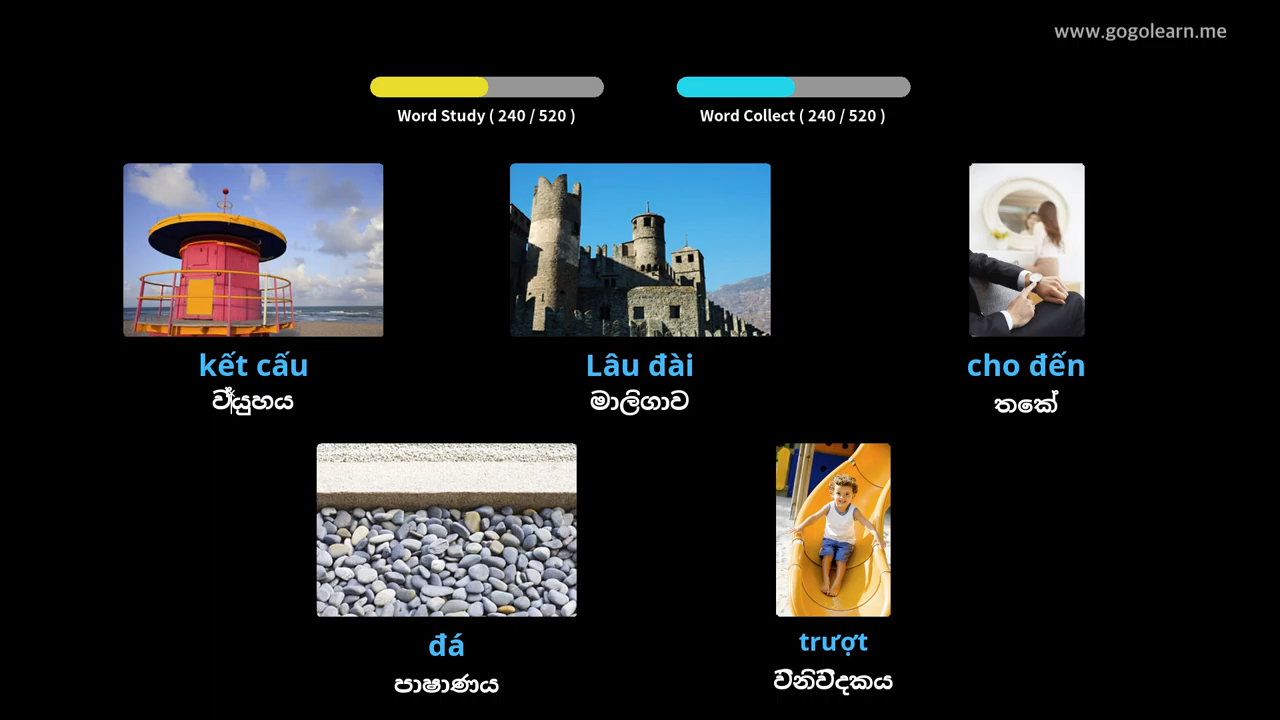 www.gogolearn.me
Word Study ( 240 / 520 )
Word Collect ( 240 / 520 )
kết cấu
ව්‍යුහය
Lâu đài
මාලිගාව
cho đến
තකේ
đá
පාෂාණය
trượt
විනිවිදකය